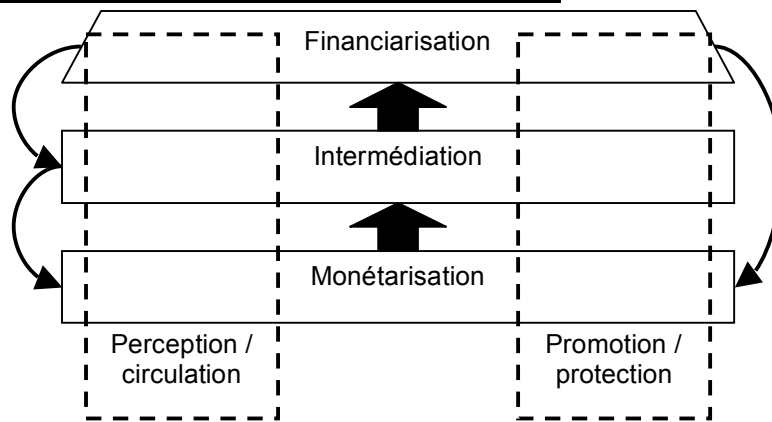 Financiarisation
Intermédiation
Monétarisation
Perception /
circulation
Promotion /
protection